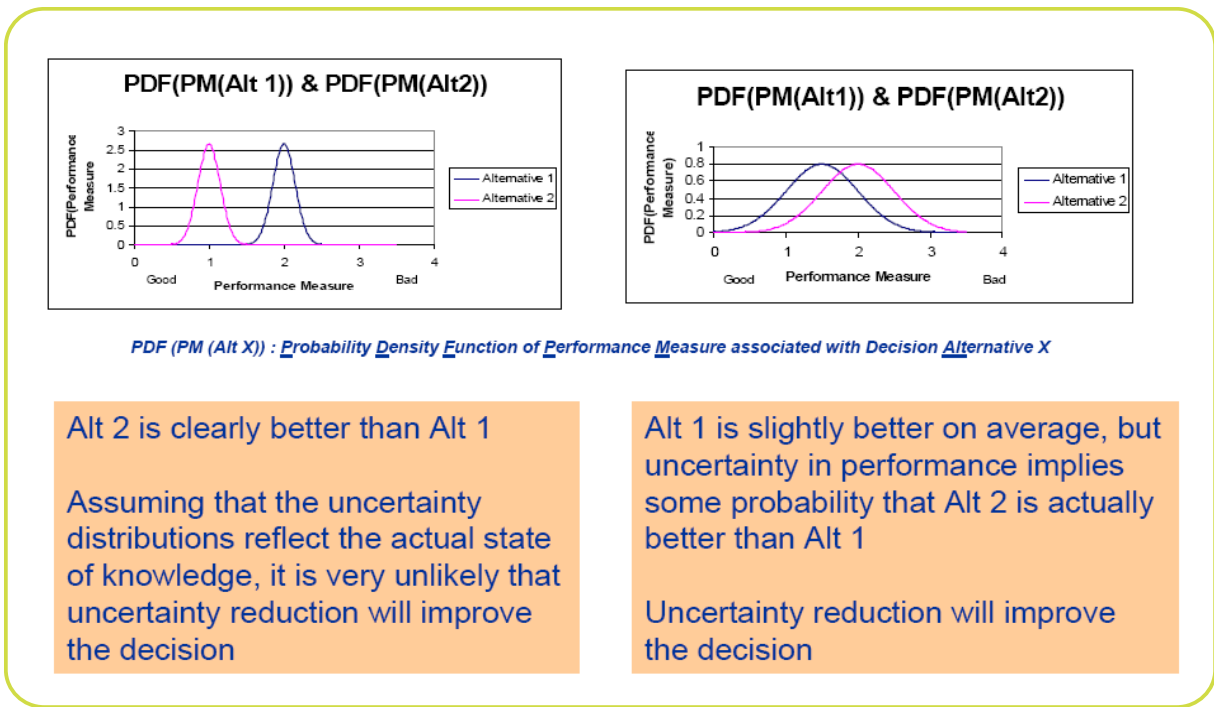 PDF(PM(Alt 1)) & PDF(PM(Alt2))
PDF(Performance
Measure
3
2.5
2
1.5
1
0.5
0
0
1
2
3
4
Good
Performance Measure
Bad
Alternative 1
Alternative 2
PDF(PM(Alt1)) & PDF(PM(Alt2))
PDF(Performance
Measure)
1
0.8
0.6
0.4
0.2
0
0
1
2
3
4
Good
Performance Measure
Bad
Alternative 1
Alternative 2
PDF (PM (Alt X)) : Probability Density Function of Performance Measure associated with Decision Alternative X
Alt 2 is clearly better than Alt 1
Assuming that the uncertainty
distributions reflect the actual state
of knowledge, it is very unlikely that
uncertainty reduction will improve
the decision
Alt 1 is slightly better on average, but
uncertainty in performance implies
some probability that Alt 2 is actually
better than Alt 1
Uncertainty reduction will improve
the decision